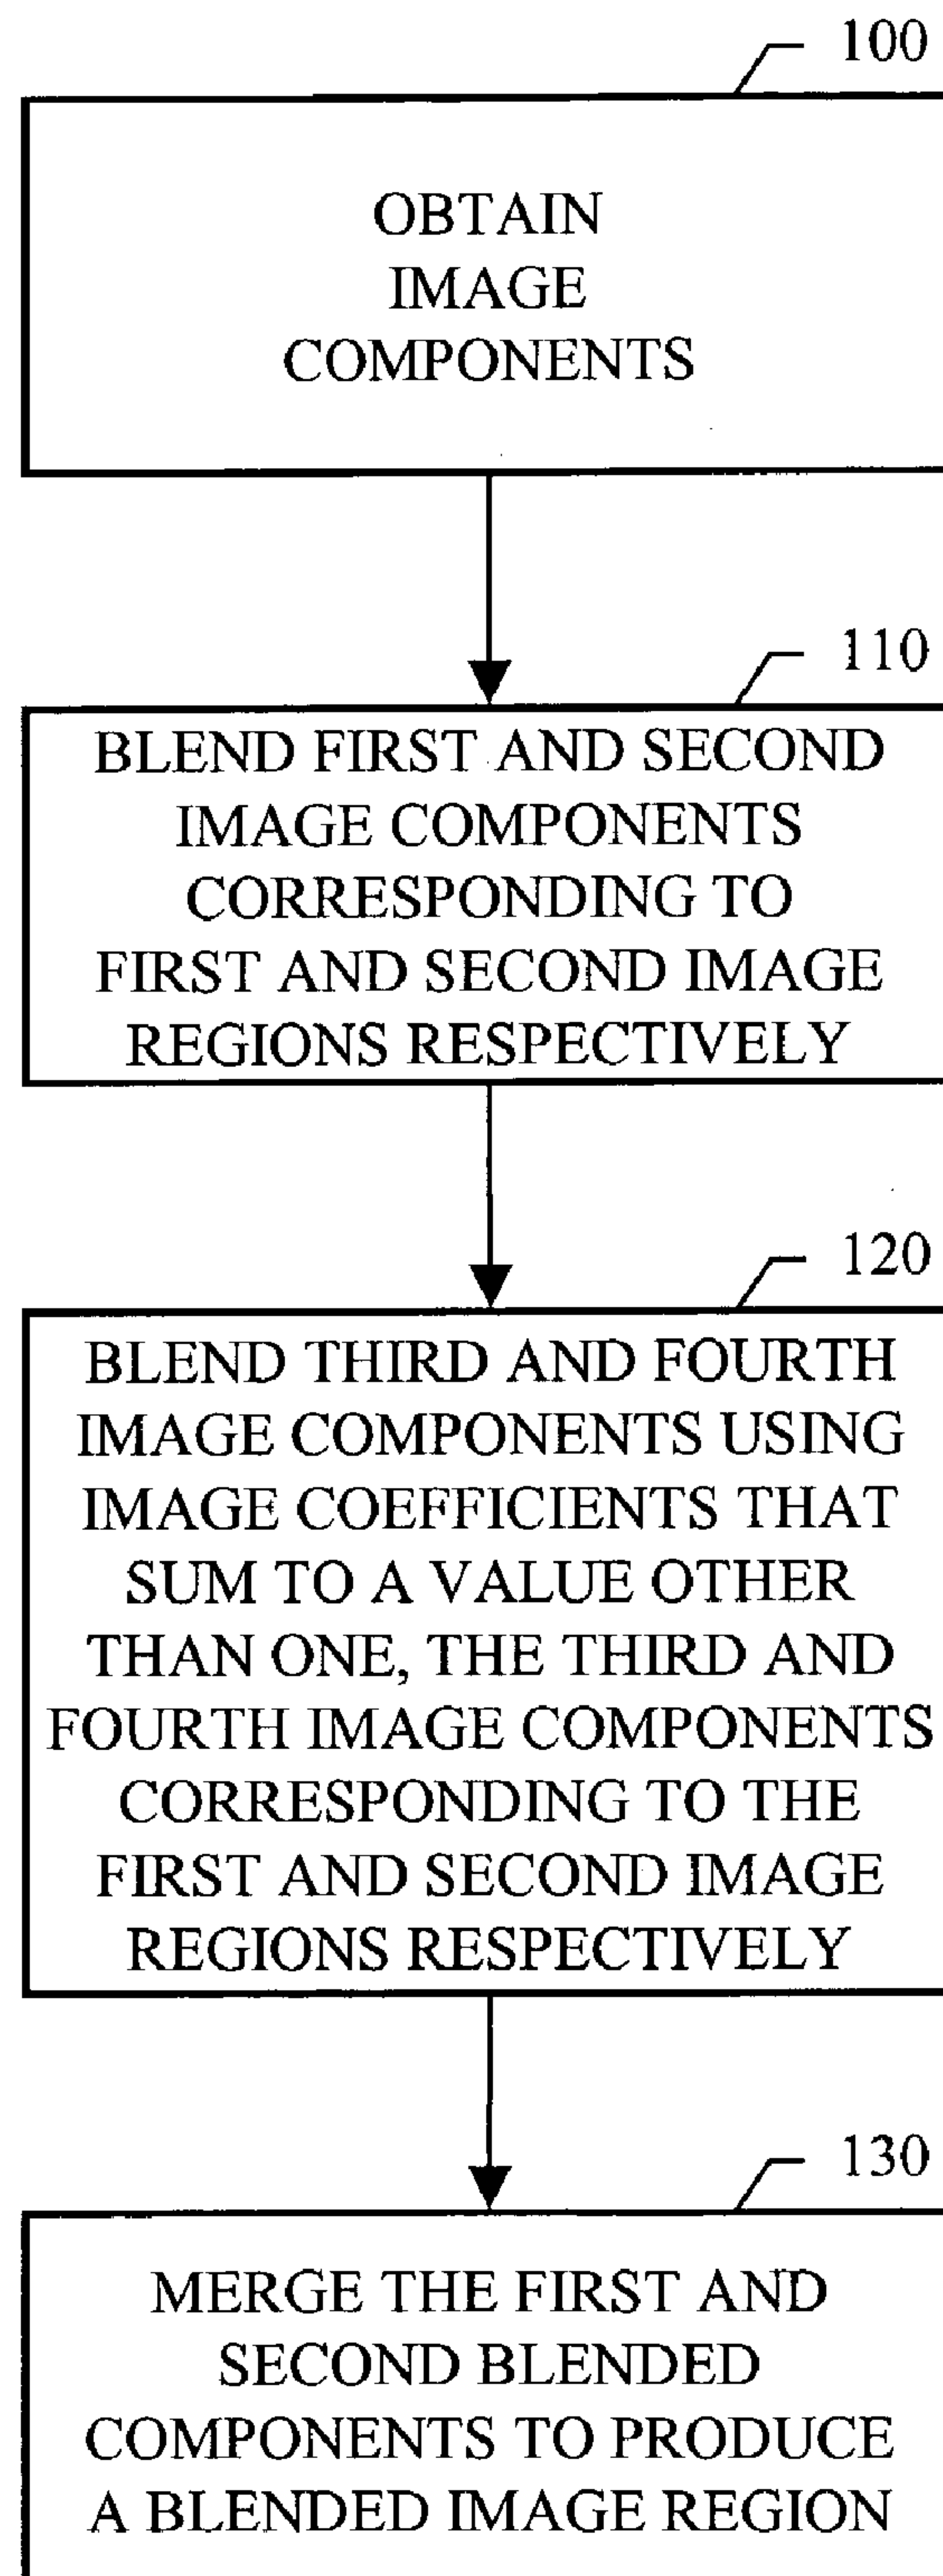 100
OBTAIN
IMAGE
COMPONENTS
110
BLEND FIRST AND SECOND
IMAGE COMPONENTS
CORRESPONDING TO
FIRST AND SECOND IMAGE
REGIONS RESPECTIVELY
120
BLEND THIRD AND FOURTH
IMAGE COMPONENTS USING
IMAGE COEFFICIENTS THAT
SUM TO A VALUE OTHER
THAN ONE, THE THIRD AND
FOURTH IMAGE COMPONENTS
CORRESPONDING TO THE
FIRST AND SECOND IMAGE
REGIONS RESPECTIVELY
130
MERGE THE FIRST AND
SECOND BLENDED
COMPONENTS TO PRODUCE
A BLENDED IMAGE REGION